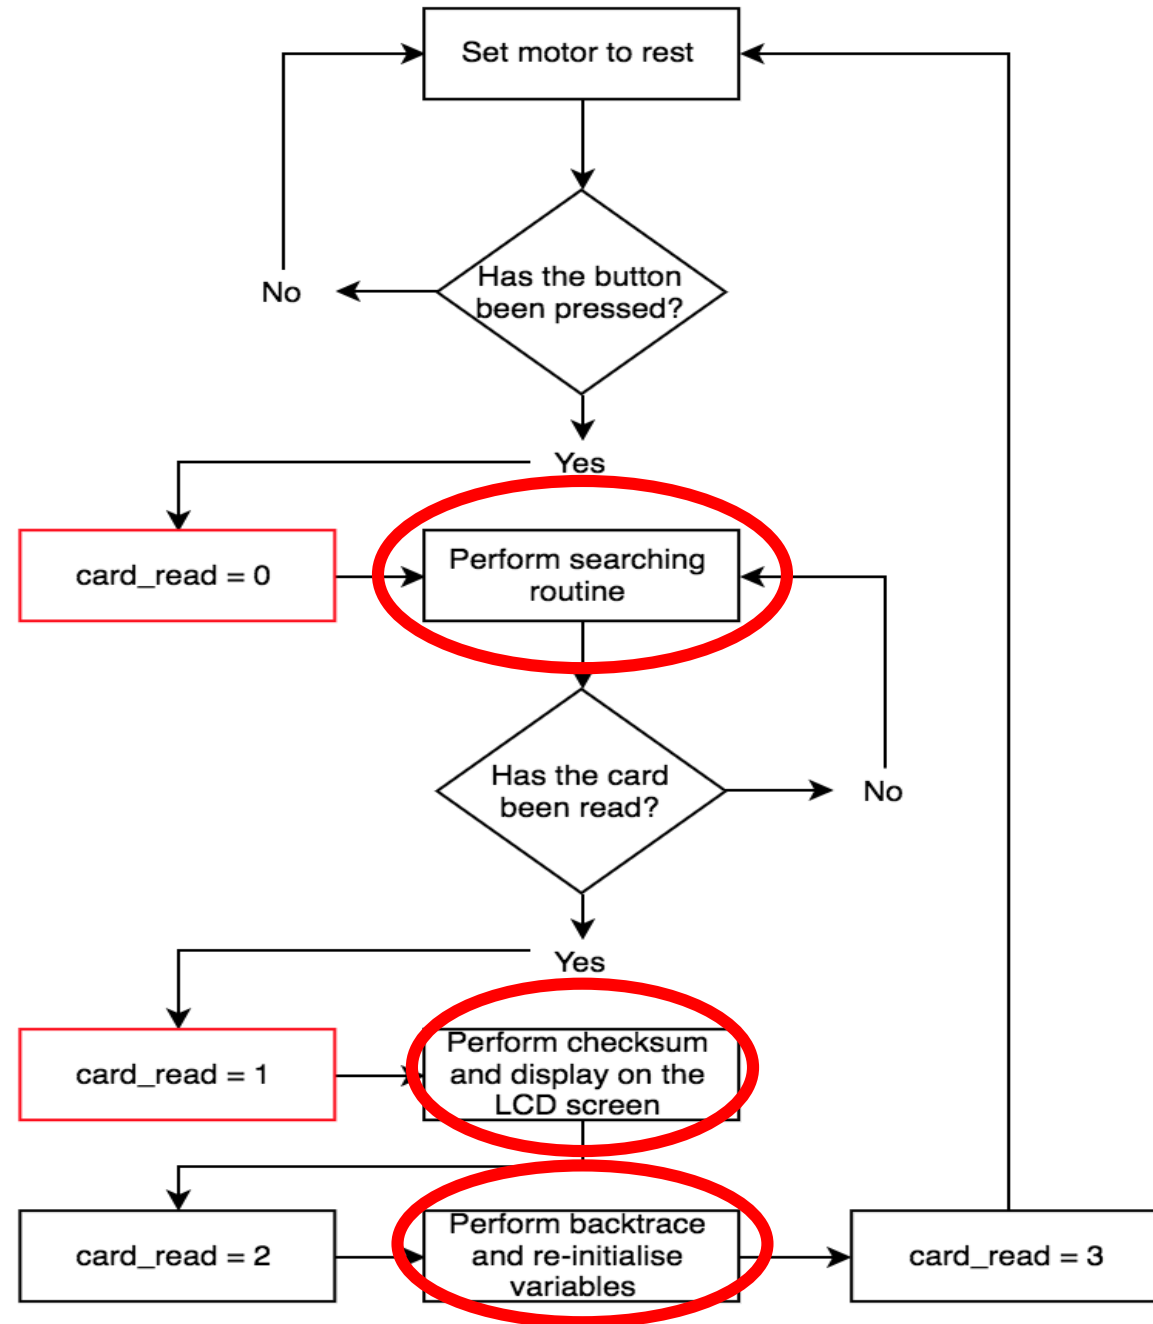 Set motor to rest
Has the button
been pressed?
No
Yes
card_read = 0
Perform searching
routine
Has the card
been read?
No
Yes
card_read = 1
Perform checksum
and display on the
LCD screen
card_read = 2
Perform backtrace
and re-initialise
variables
card_read = 3